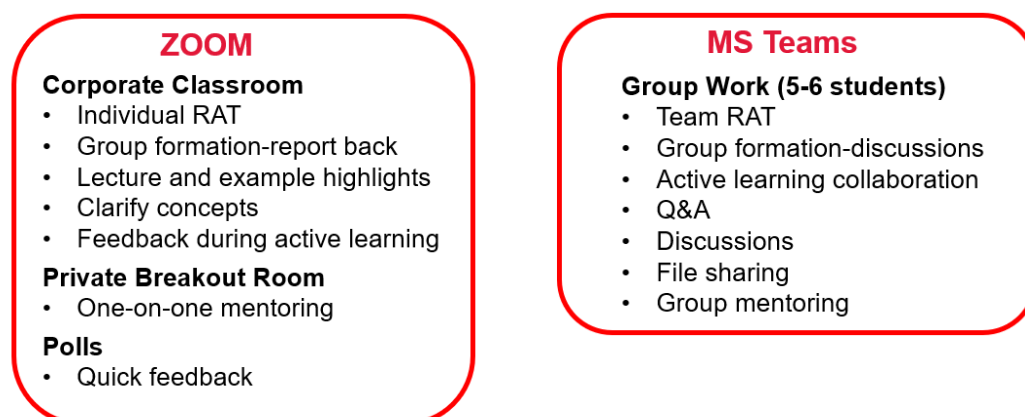 ZOOM
Corporate Classroom
• Individual RAT
• Group formation-report back
• Lecture and example highlights
• Clarify concepts
• Feedback during active learning
Private Breakout Room
• One-on-one mentoring
Polls
• Quick feedback
MS Teams
Group Work (5-6 students)
• Team RAT
• Group formation-discussions
• Active learning collaboration
• Q&A
• Discussions
• File sharing
• Group mentoring